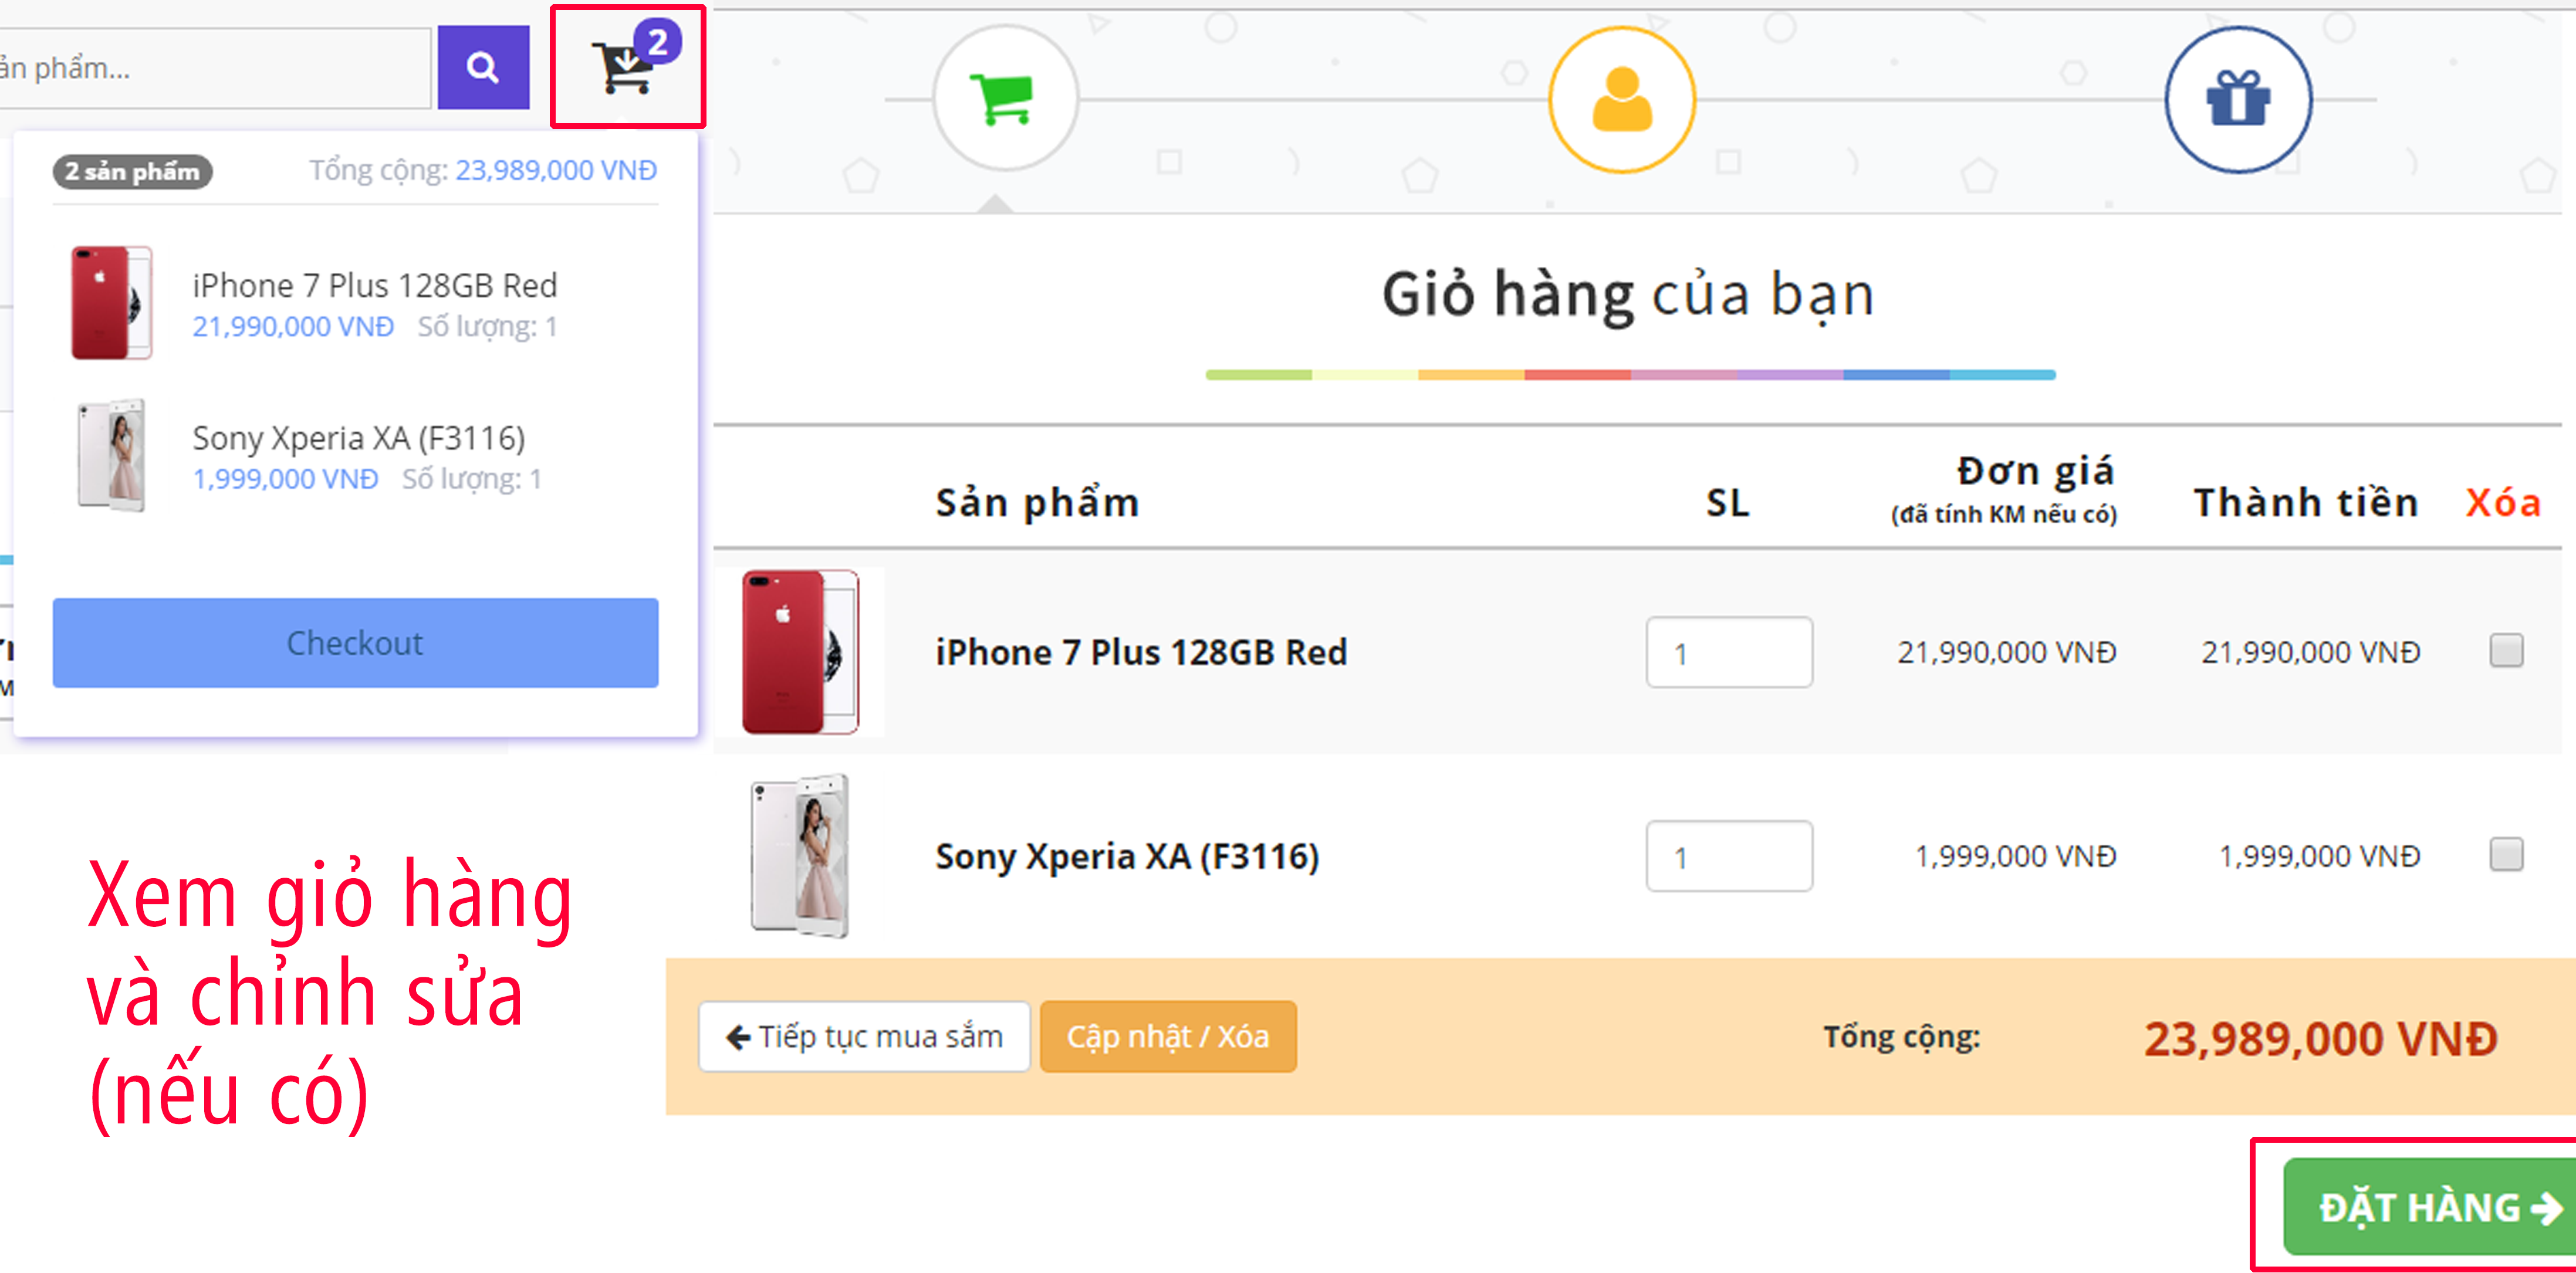 ản phẩm...
2
2 sản phẩm
Tổng cộng: 23,989,000 VNĐ
iPhone 7 Plus 128GB Red
21,990,000 VNĐ Số lượng: 1
Sony Xperia XA (F3116)
1,999,000 VNĐ Số lượng: 1
Checkout
Xem giỏ hàng
và chỉnh sửa
(nếu có)
Giỏ hàng của bạn
Sản phẩm SL Đơn giá (đã tính KM nếu có) Thành tiền Xóa
iPhone 7 Plus 128GB Red 1 21,990,000 VNĐ 21,990,000 VNĐ
Sony Xperia XA (F3116) 1 1,999,000 VNĐ 1,999,000 VNĐ
Tiếp tục mua sắm Cập nhật / Xóa Tổng cộng: 23,989,000 VNĐ
ĐẶT HÀNG